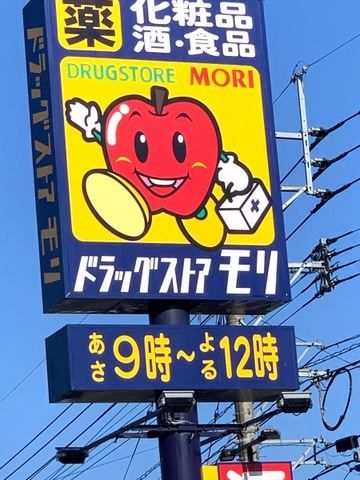 薬
化粧品
酒・食品
DRUGSTORE MORI
ドラッグストア モリ
あさ9時~よる12時
ドラッグストア モリ